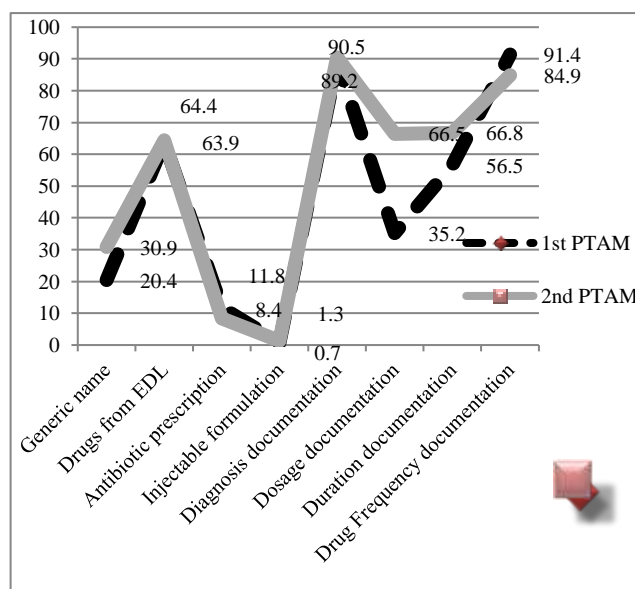 100
90
80
70
60
50
40
30
20
10
0
20.4
30.9
64.4
63.9
11.8
8.4
1.3
0.7
90.5
89.2
35.2
66.5
66.8
56.5
91.4
84.9
Generic name
Drugs from EDL
Antibiotic prescription
Injectable formulation
Diagnosis documentation
Dosage documentation
Duration documentation
Drug Frequency documentation
1st PTAM
2nd PTAM